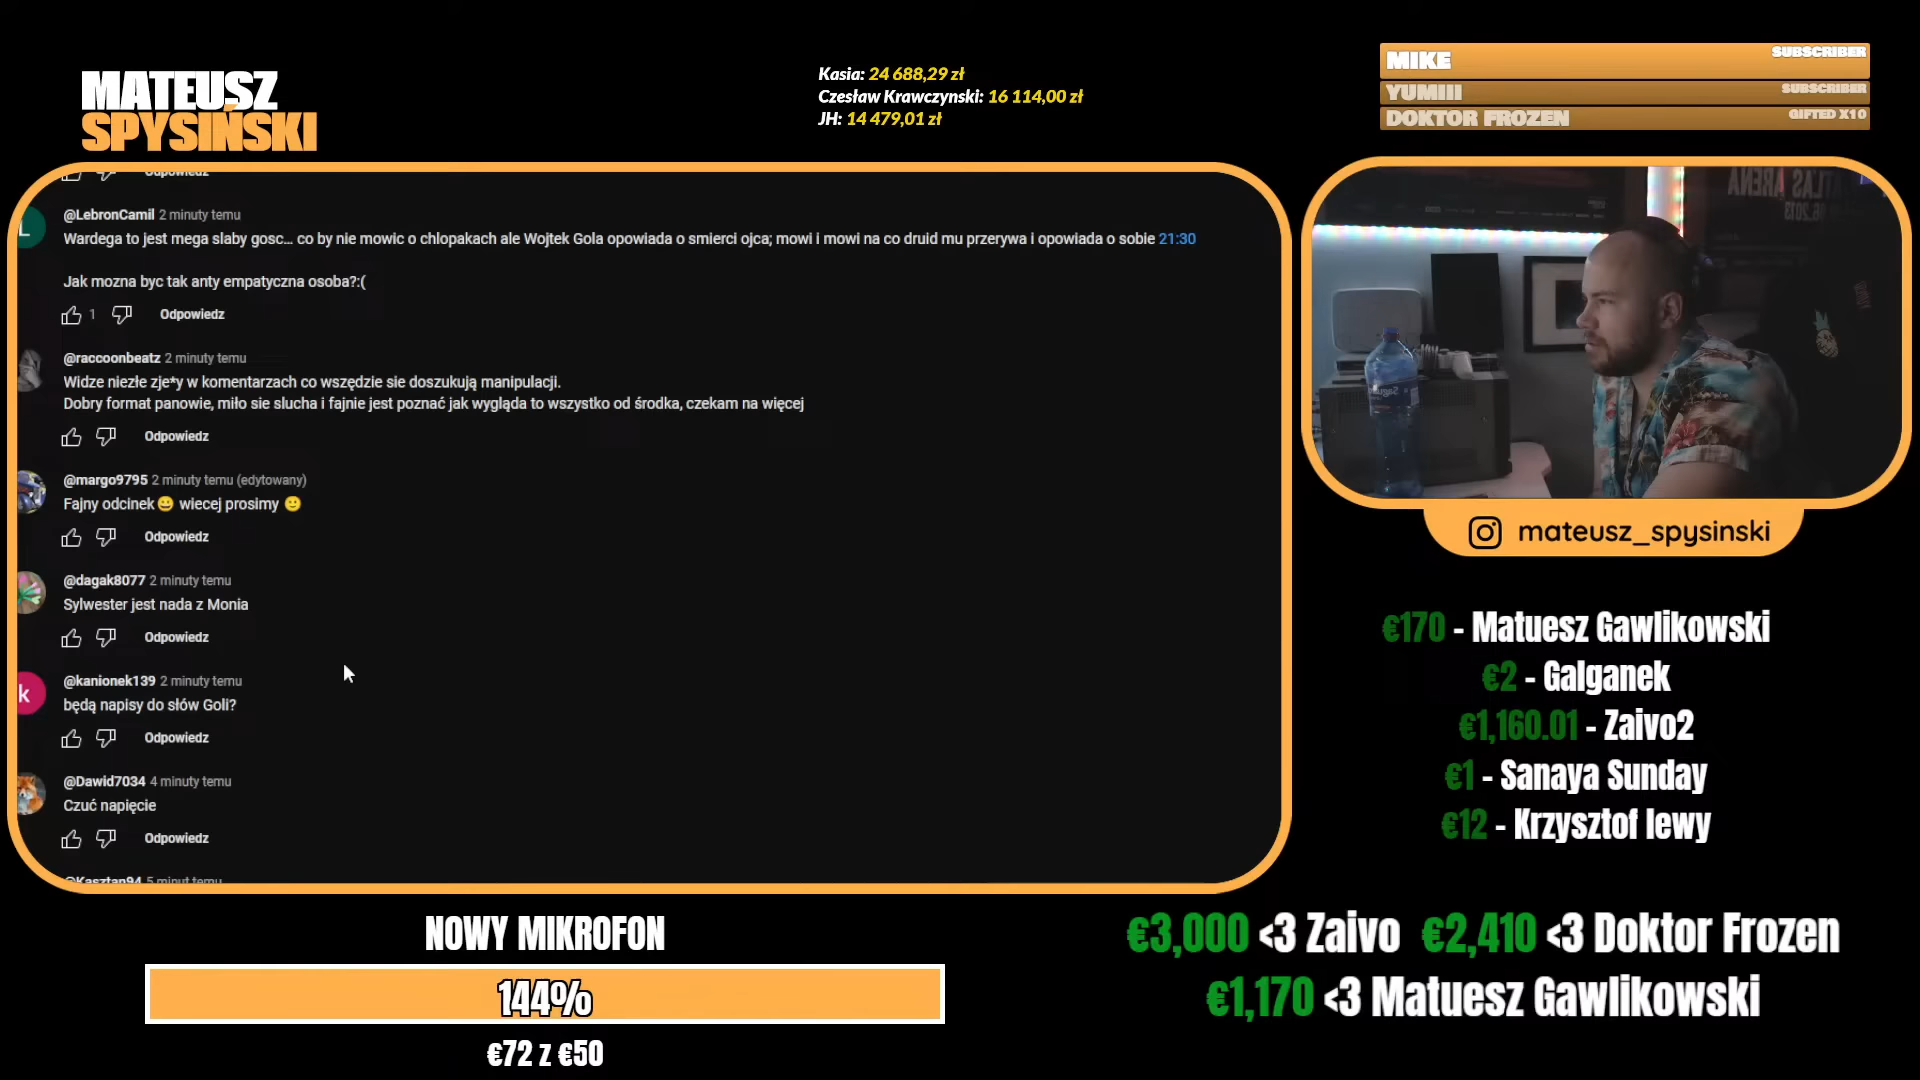 MATEUSZ
SPYSIŃSKI
Kasia: 24 688,29 zł
Czesław Krawczynski: 16 114,00 zł
JH: 14 479,01 zł
MIKE SUBSCRIBER
YUMIII SUBSCRIBER
DOKTOR FROZEN GIFTED X10
Odpowiedz
L
@LebronCamil 2 minuty temu
Wardega to jest mega slaby gosc... co by nie mowic o chlopakach ale Wojtek Gola opowiada o smierci ojca; mowi i mowi na co druid mu przerywa i opowiada o sobie 21:30
Jak mozna byc tak anty empatyczna osoba?:(
1 Odpowiedz
@raccoonbeatz 2 minuty temu
Widze niezłe zje*y w komentarzach co wszędzie sie doszukują manipulacji.
Dobry format panowie, miło sie slucha i fajnie jest poznać jak wygląda to wszystko od środka, czekam na więcej
Odpowiedz
@margo9795 2 minuty temu (edytowany)
Fajny odcinek😀 wiecej prosimy 🙂
Odpowiedz
@dagak8077 2 minuty temu
Sylwester jest nada z Monia
Odpowiedz
k
@kanionek139 2 minuty temu
będą napisy do słów Goli?
Odpowiedz
@Dawid7034 4 minuty temu
Czuć napięcie
Odpowiedz
@Kasztan94 5 minut temu
ATLAS ARENA
mateusz_spysinski
€170 - Matuesz Gawlikowski
€2 - Galganek
€1,160.01 - Zaivo2
€1 - Sanaya Sunday
€12 - Krzysztof lewy
NOWY MIKROFON
144%
€72 z €50
€3,000 <3 Zaivo €2,410 <3 Doktor Frozen
€1,170 <3 Matuesz Gawlikowski